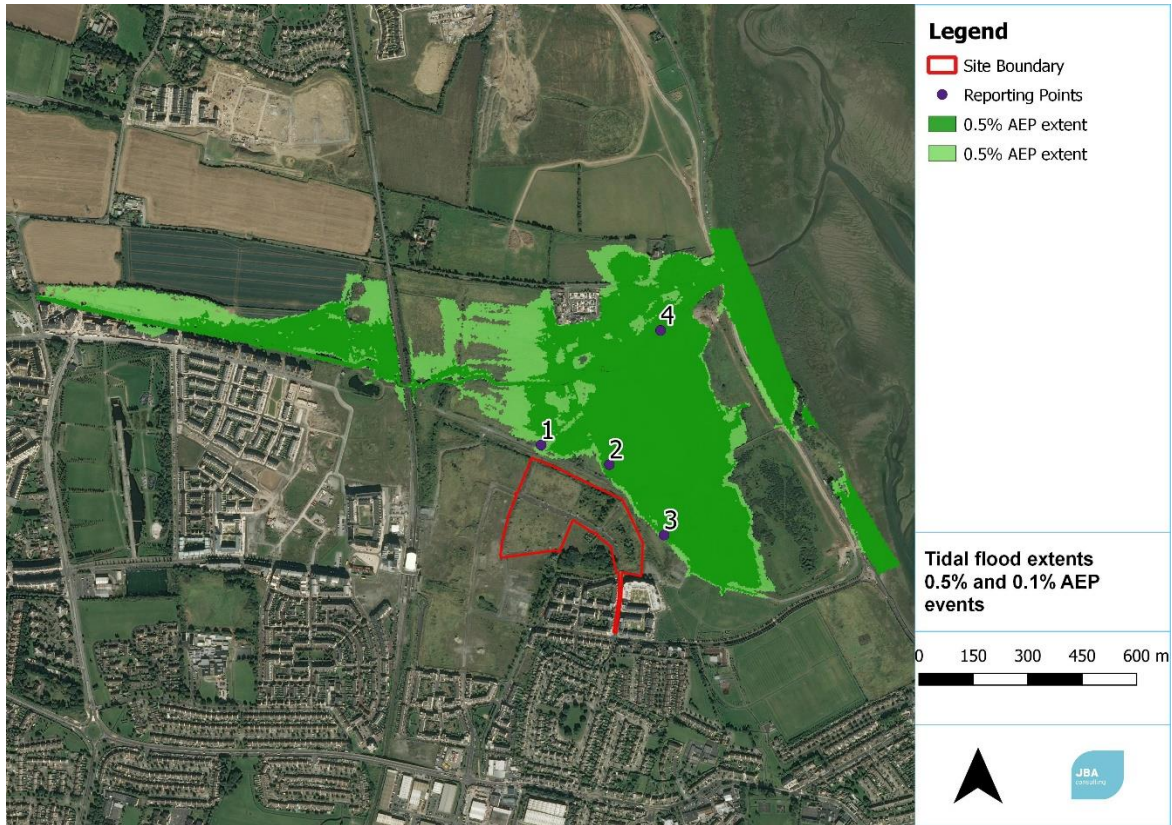 Legend
Site Boundary
Reporting Points
0.5% AEP extent
0.5% AEP extent
4
1
2
3
Tidal flood extents
0.5% and 0.1% AEP
events
0 150 300 450 600 m
JBA
consulting